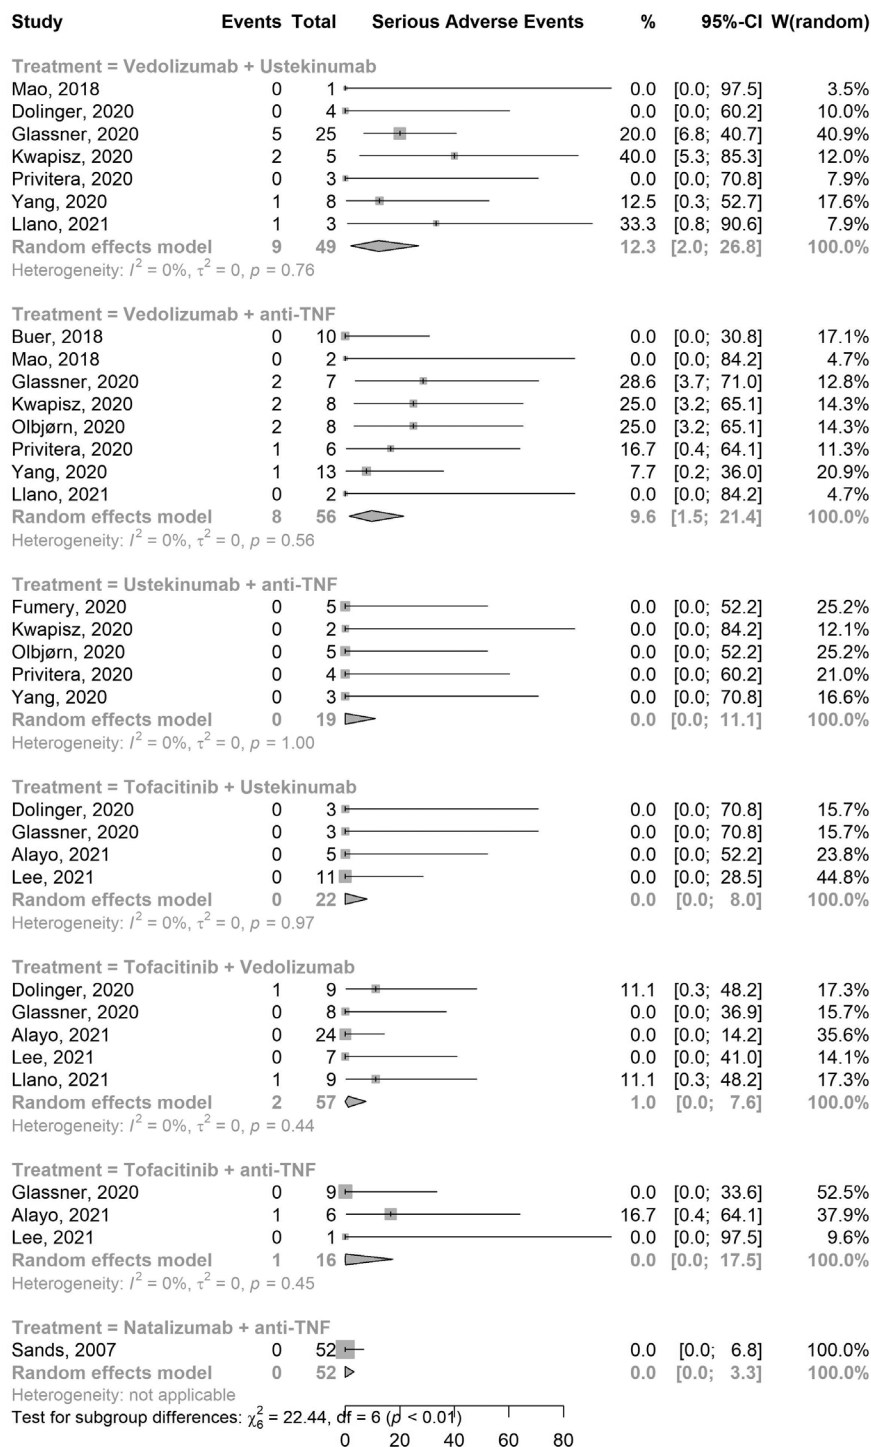 Study Events Total Serious Adverse Events % 95%-CI W(random)
Treatment = Vedolizumab + Ustekinumab
Mao, 2018 0 1 0.0 [0.0; 97.5] 3.5%
Dolinger, 2020 0 4 0.0 [0.0; 60.2] 10.0%
Glassner, 2020 5 25 20.0 [6.8; 40.7] 40.9%
Kwapisz, 2020 2 5 40.0 [5.3; 85.3] 12.0%
Privitera, 2020 0 3 0.0 [0.0; 70.8] 7.9%
Yang, 2020 1 8 12.5 [0.3; 52.7] 17.6%
Llano, 2021 1 3 33.3 [0.8; 90.6] 7.9%
Random effects model 9 49 12.3 [2.0; 26.8] 100.0%
Heterogeneity: I² = 0%, τ² = 0, p = 0.76
Treatment = Vedolizumab + anti-TNF
Buer, 2018 0 10 0.0 [0.0; 30.8] 17.1%
Mao, 2018 0 2 0.0 [0.0; 84.2] 4.7%
Glassner, 2020 2 7 28.6 [3.7; 71.0] 12.8%
Kwapisz, 2020 2 8 25.0 [3.2; 65.1] 14.3%
Olbjørn, 2020 2 8 25.0 [3.2; 65.1] 14.3%
Privitera, 2020 1 6 16.7 [0.4; 64.1] 11.3%
Yang, 2020 1 13 7.7 [0.2; 36.0] 20.9%
Llano, 2021 0 2 0.0 [0.0; 84.2] 4.7%
Random effects model 8 56 9.6 [1.5; 21.4] 100.0%
Heterogeneity: I² = 0%, τ² = 0, p = 0.56
Treatment = Ustekinumab + anti-TNF
Fumery, 2020 0 5 0.0 [0.0; 52.2] 25.2%
Kwapisz, 2020 0 2 0.0 [0.0; 84.2] 12.1%
Olbjørn, 2020 0 5 0.0 [0.0; 52.2] 25.2%
Privitera, 2020 0 4 0.0 [0.0; 60.2] 21.0%
Yang, 2020 0 3 0.0 [0.0; 70.8] 16.6%
Random effects model 0 19 0.0 [0.0; 11.1] 100.0%
Heterogeneity: I² = 0%, τ² = 0, p = 1.00
Treatment = Tofacitinib + Ustekinumab
Dolinger, 2020 0 3 0.0 [0.0; 70.8] 15.7%
Glassner, 2020 0 3 0.0 [0.0; 70.8] 15.7%
Alayo, 2021 0 5 0.0 [0.0; 52.2] 23.8%
Lee, 2021 0 11 0.0 [0.0; 28.5] 44.8%
Random effects model 0 22 0.0 [0.0; 8.0] 100.0%
Heterogeneity: I² = 0%, τ² = 0, p = 0.97
Treatment = Tofacitinib + Vedolizumab
Dolinger, 2020 1 9 11.1 [0.3; 48.2] 17.3%
Glassner, 2020 0 8 0.0 [0.0; 36.9] 15.7%
Alayo, 2021 0 24 0.0 [0.0; 14.2] 35.6%
Lee, 2021 0 7 0.0 [0.0; 41.0] 14.1%
Llano, 2021 1 9 11.1 [0.3; 48.2] 17.3%
Random effects model 2 57 1.0 [0.0; 7.6] 100.0%
Heterogeneity: I² = 0%, τ² = 0, p = 0.44
Treatment = Tofacitinib + anti-TNF
Glassner, 2020 0 9 0.0 [0.0; 33.6] 52.5%
Alayo, 2021 1 6 16.7 [0.4; 64.1] 37.9%
Lee, 2021 0 1 0.0 [0.0; 97.5] 9.6%
Random effects model 1 16 0.0 [0.0; 17.5] 100.0%
Heterogeneity: I² = 0%, τ² = 0, p = 0.45
Treatment = Natalizumab + anti-TNF
Sands, 2007 0 52 0.0 [0.0; 6.8] 100.0%
Random effects model 0 52 0.0 [0.0; 3.3] 100.0%
Heterogeneity: not applicable
Test for subgroup differences: χ²₆ = 22.44, df = 6 (p < 0.01)
0 20 40 60 80